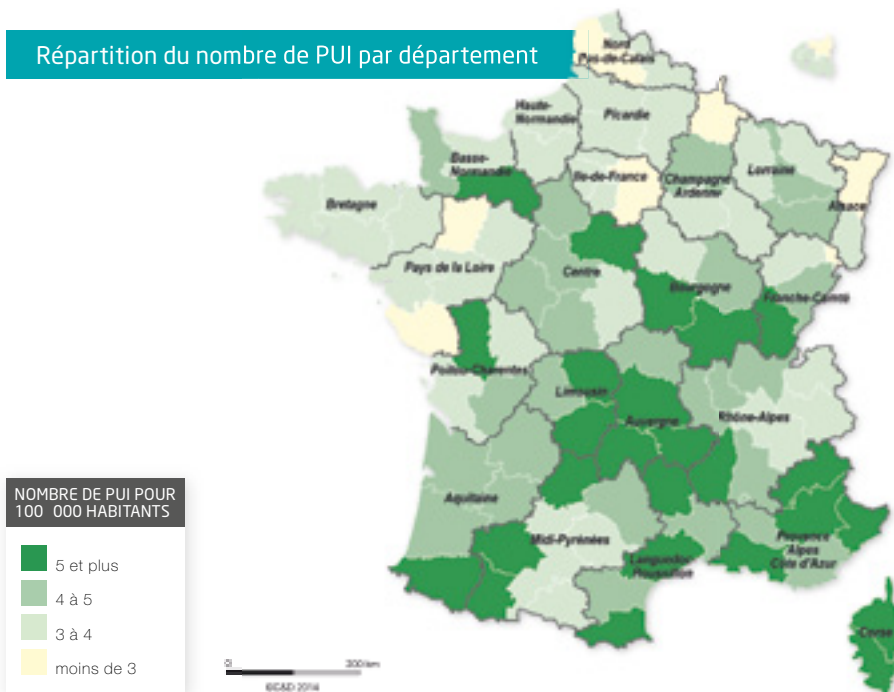 Répartition du nombre de PUI par département
Nord
Pas-de-Calais
Haute-
Normandie
Picardie
Basse-
Normandie
Ile-de-France
Champagne
Ardenne
Lorraine
Alsace
Bretagne
Pays de la Loire
Centre
Bourgogne
Franche-Comté
Poitou-Charentes
Limousin
Auvergne
Rhône-Alpes
Aquitaine
Midi-Pyrénées
Languedoc-
Roussillon
Provence
Alpes
Côte d'Azur
Corse
NOMBRE DE PUI POUR
100 000 HABITANTS
5 et plus
4 à 5
3 à 4
moins de 3
0 200 km
©C&D 2014